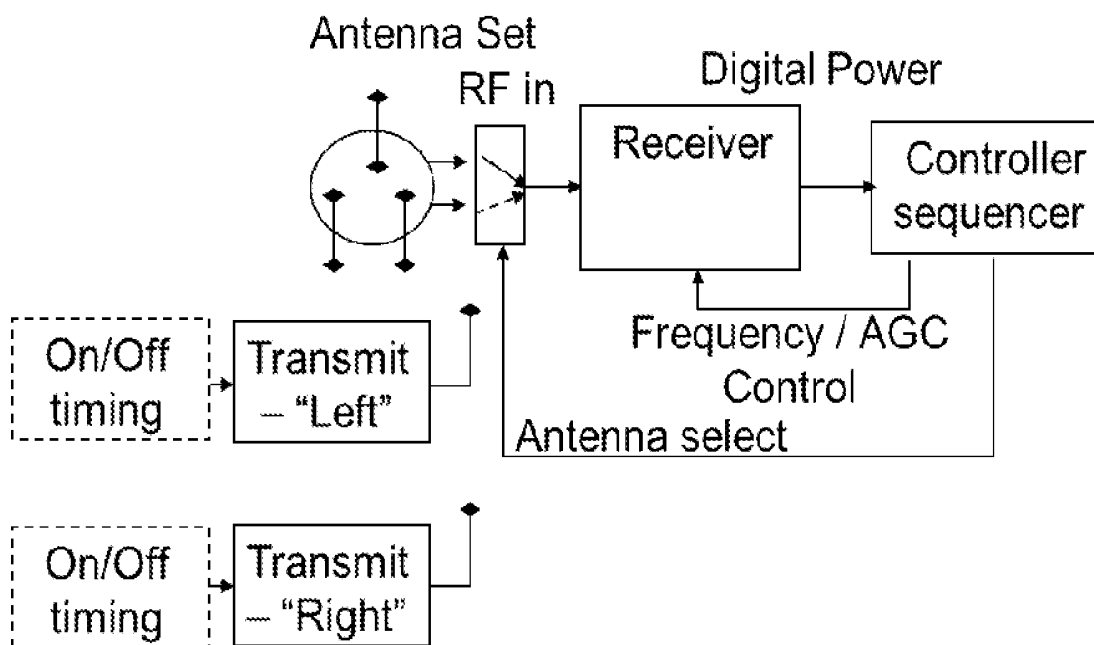 Antenna Set
RF in
Digital Power
Receiver
Controller
sequencer
Frequency / AGC
Control
Antenna select
On/Off
timing
Transmit
– “Left”
On/Off
timing
Transmit
– “Right”